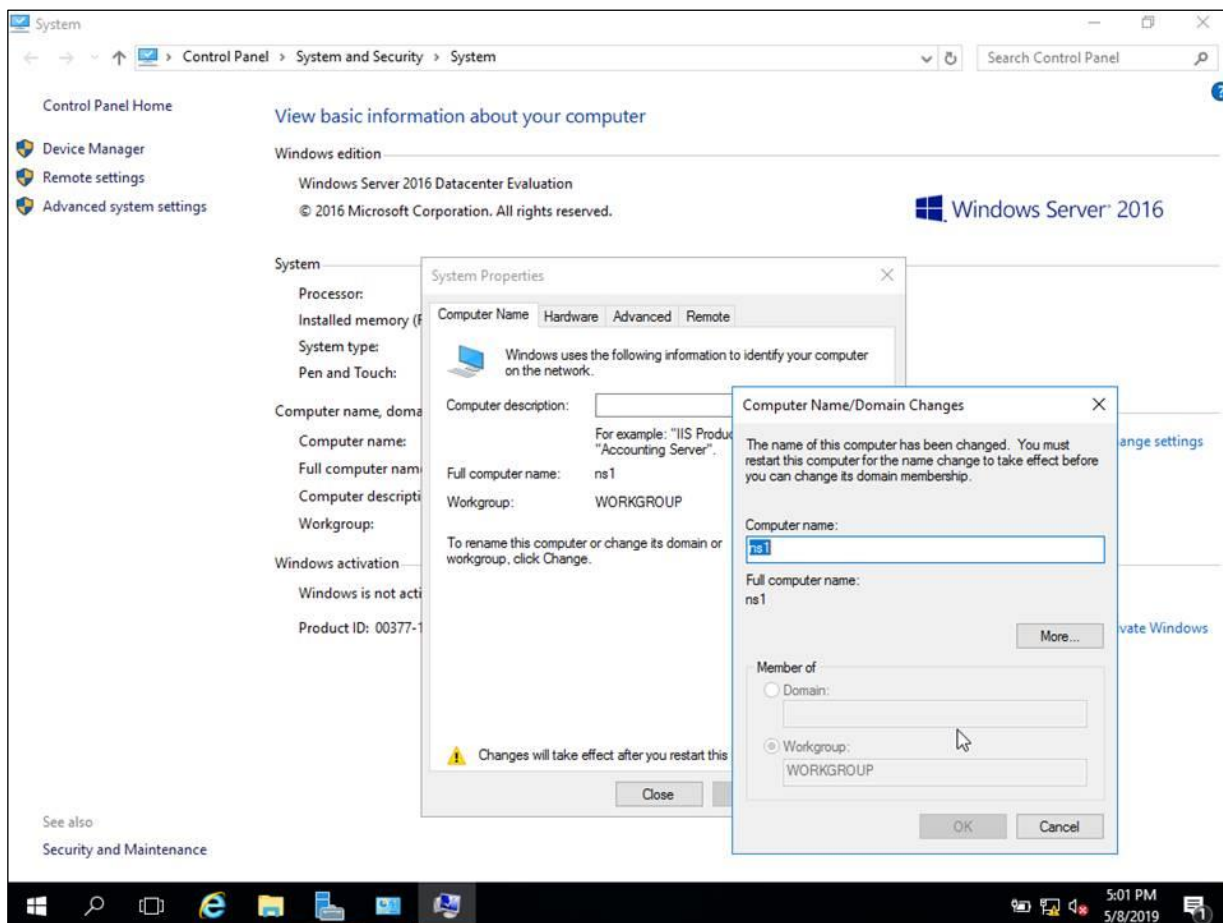 System
Control Panel > System and Security > System
Search Control Panel
Control Panel Home
Device Manager
Remote settings
Advanced system settings
See also
Security and Maintenance
View basic information about your computer
Windows edition
Windows Server 2016 Datacenter Evaluation
© 2016 Microsoft Corporation. All rights reserved.
Windows Server 2016
System
Processor:
Installed memory (
System type:
Pen and Touch:
Computer name, doma
Computer name:
Full computer nam
Computer descripti
Workgroup:
ange settings
Windows activation
Windows is not acti
Product ID: 00377-1
vate Windows
System Properties
Computer Name
Hardware
Advanced
Remote
Windows uses the following information to identify your computer
on the network.
Computer description:
For example: "IIS Produ
"Accounting Server".
Full computer name: ns1
Workgroup: WORKGROUP
To rename this computer or change its domain or
workgroup, click Change.
Changes will take effect after you restart this
Close
Computer Name/Domain Changes
The name of this computer has been changed. You must
restart this computer for the name change to take effect before
you can change its domain membership.
Computer name:
ns1
Full computer name:
ns1
More...
Member of
Domain:
Workgroup:
WORKGROUP
OK
Cancel
5:01 PM
5/8/2019